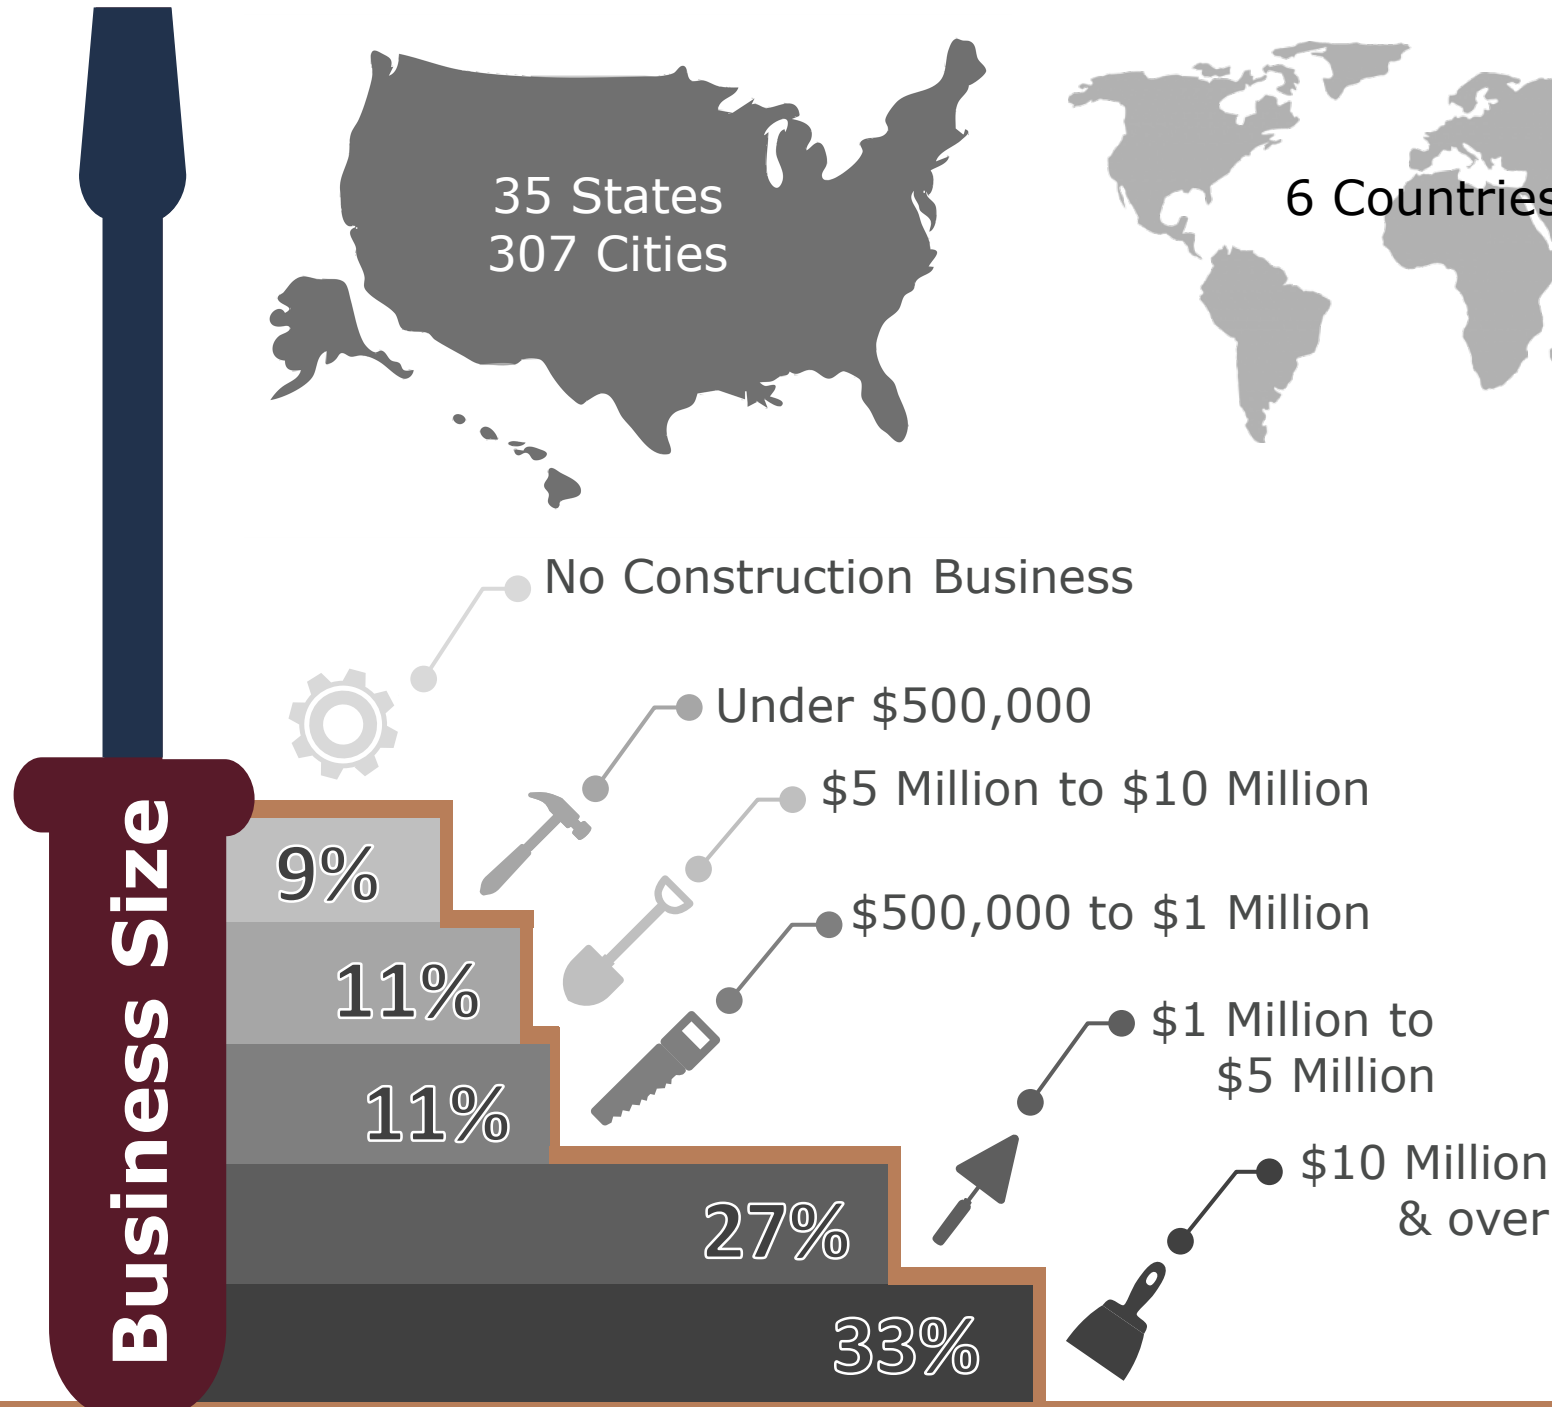 35 States
307 Cities
6 Countries
No Construction Business
Under $500,000
$5 Million to $10 Million
$500,000 to $1 Million
$1 Million to
$5 Million
$10 Million
& over
Business Size
9%
11%
11%
27%
33%